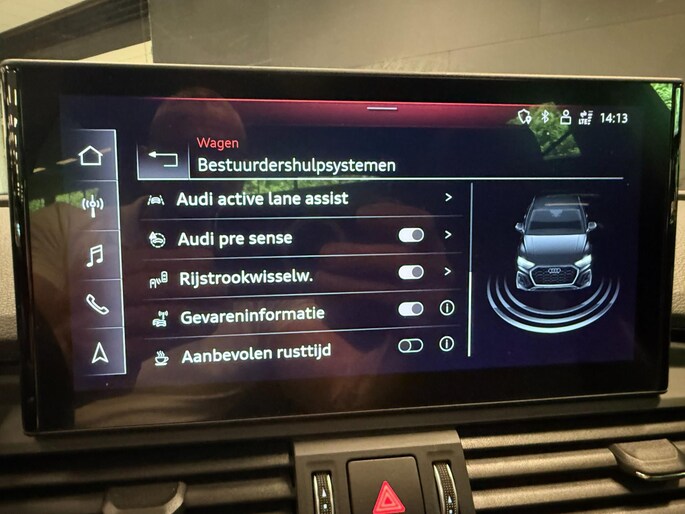 14:13
Wagen
Bestuurdershulpsystemen
Audi active lane assist
Audi pre sense
Rijstrookwisselw.
Gevareninformatie
Aanbevolen rusttijd